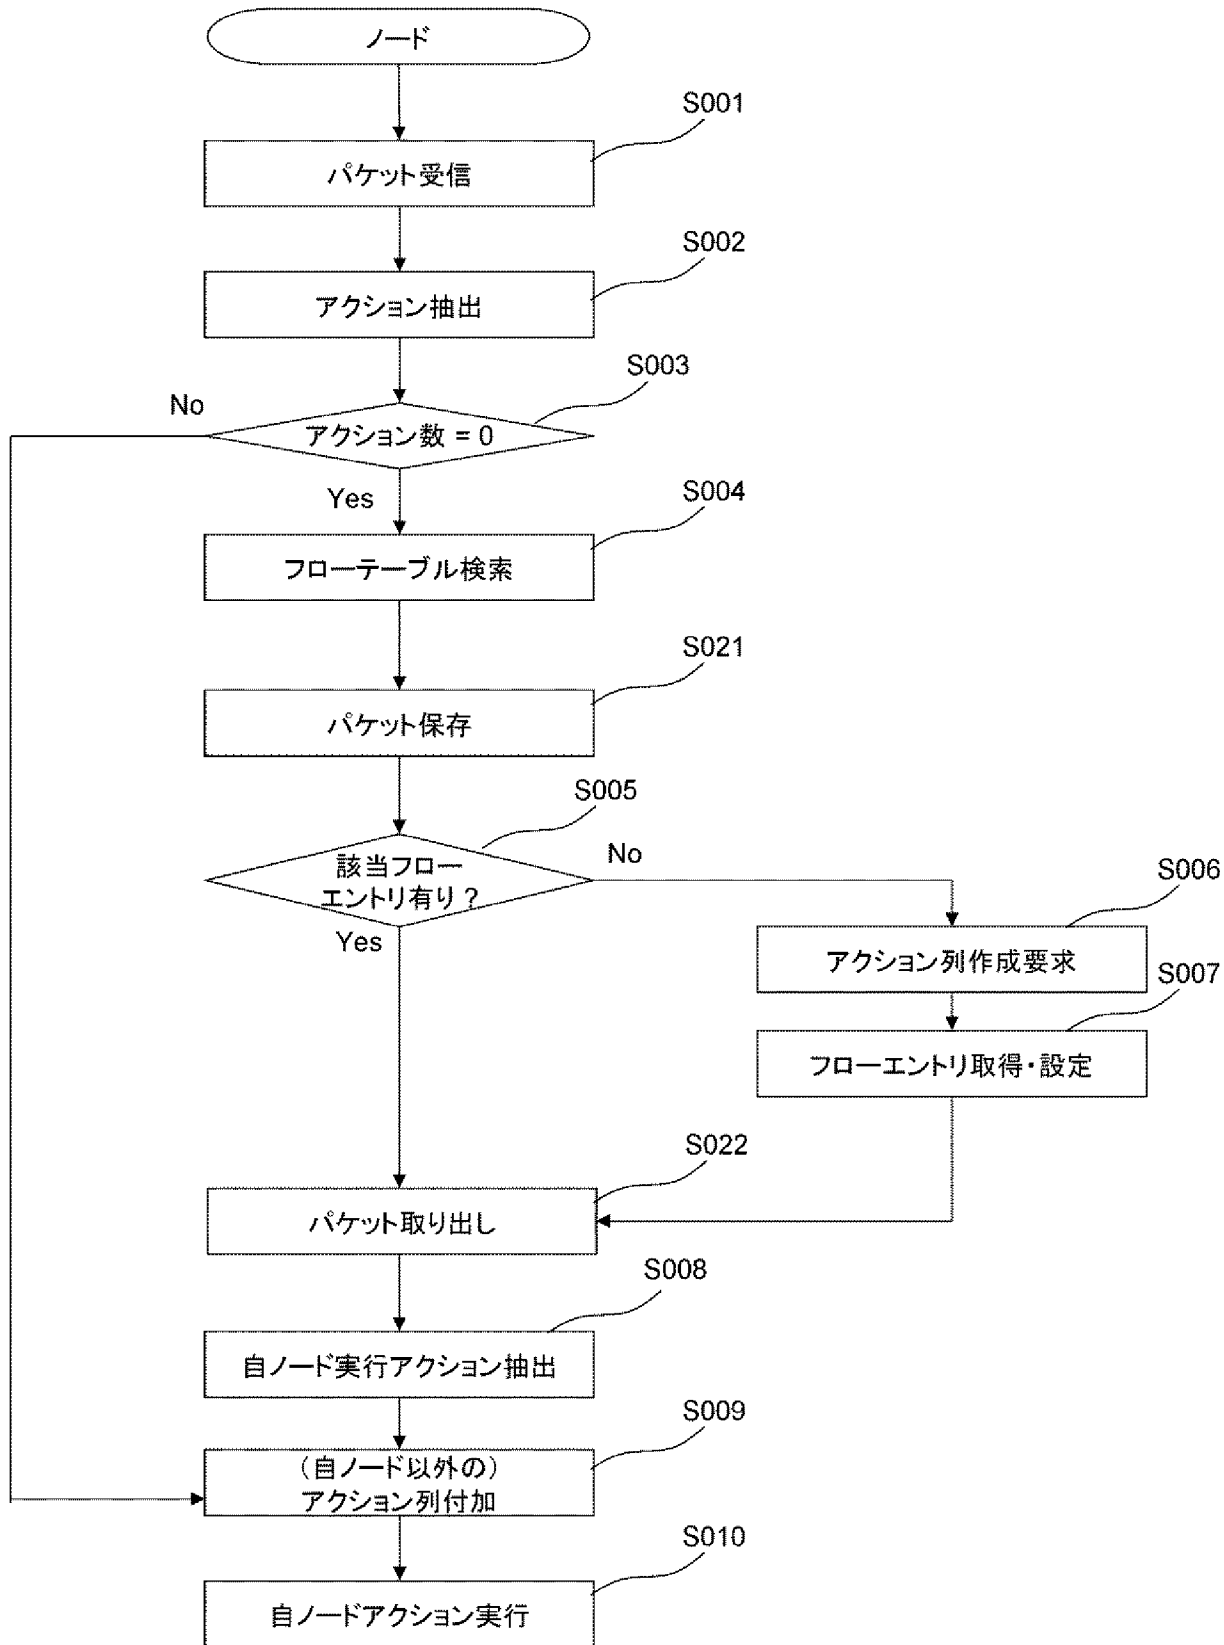 ノード
S001
パケット受信
S002
アクション抽出
S003
No
アクション数 = 0
Yes
S004
フローテーブル検索
S021
パケット保存
S005
該当フロー
エントリ有り？
No
Yes
S006
アクション列作成要求
S007
フローエントリ取得・設定
S022
パケット取り出し
S008
自ノード実行アクション抽出
S009
（自ノード以外の）
アクション列付加
S010
自ノードアクション実行